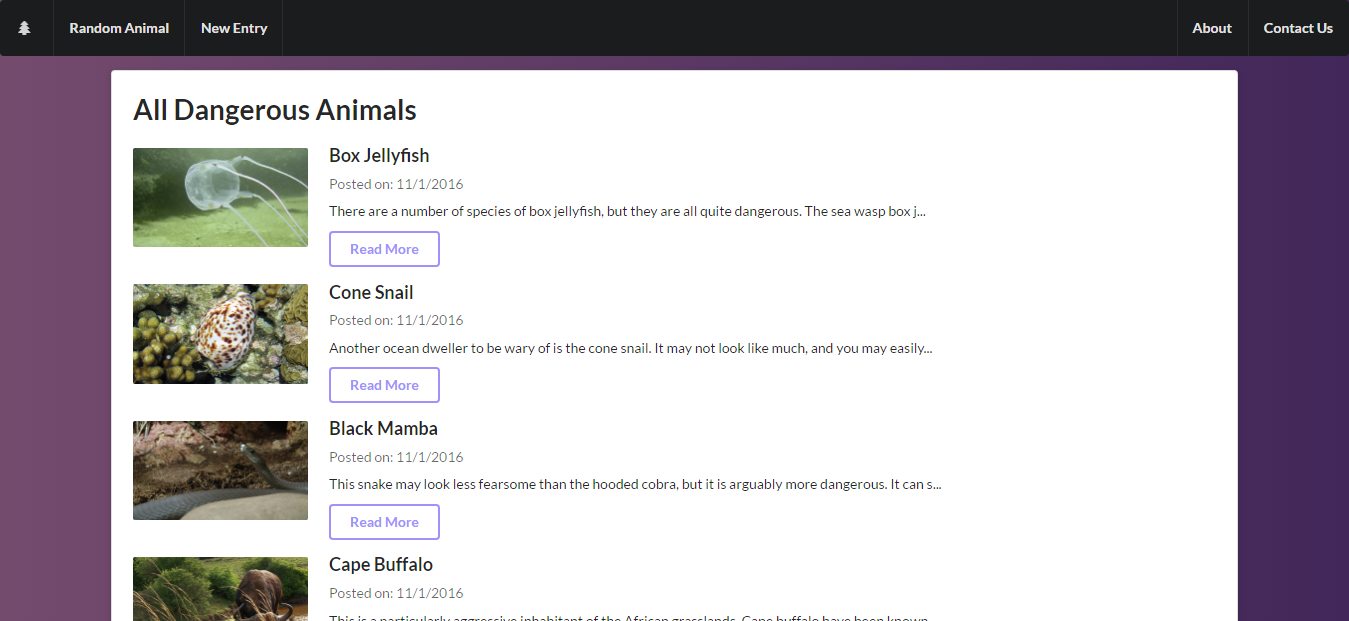 Random Animal
New Entry
About
Contact Us
All Dangerous Animals
Box Jellyfish
Posted on: 11/1/2016
There are a number of species of box jellyfish, but they are all quite dangerous. The sea wasp box j...
Read More
Cone Snail
Posted on: 11/1/2016
Another ocean dweller to be wary of is the cone snail. It may not look like much, and you may easily...
Read More
Black Mamba
Posted on: 11/1/2016
This snake may look less fearsome than the hooded cobra, but it is arguably more dangerous. It can s...
Read More
Cape Buffalo
Posted on: 11/1/2016
This is a particularly aggressive inhabitant of the African grasslands. Cape buffalo have been known